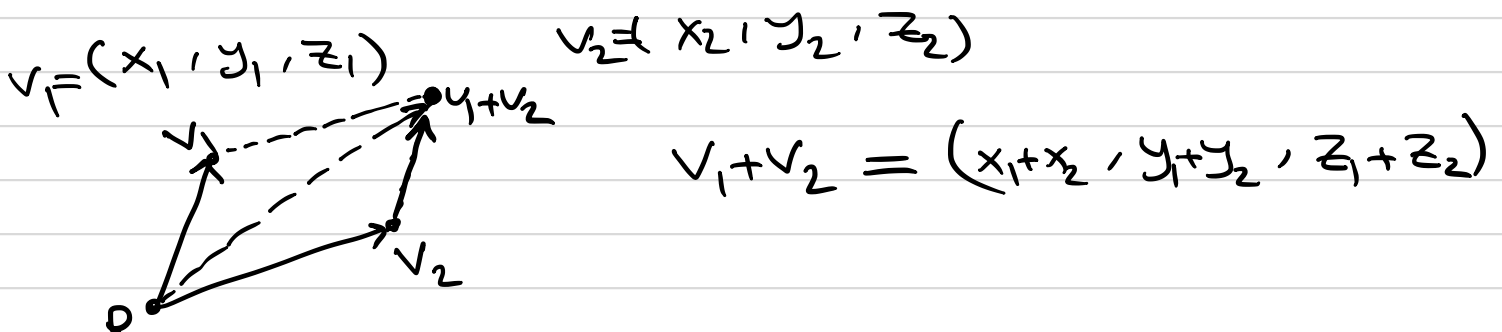 v₁=(x₁, y₁, z₁)
v₂=( x₂, y₂, z₂)
v₁
v₁+v₂
v₁+v₂ = (x₁+x₂, y₁+y₂, z₁+z₂)
v₂
O